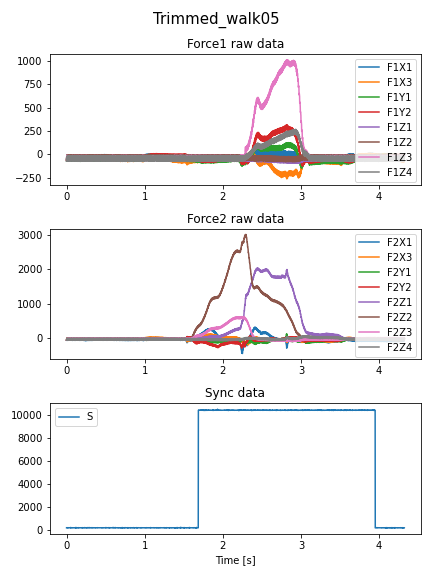 Trimmed_walk05
Force1 raw data
1000
750
500
250
0
−250
F1X1
F1X3
F1Y1
F1Y2
F1Z1
F1Z2
F1Z3
F1Z4
0 1 2 3 4
Force2 raw data
3000
2000
1000
0
F2X1
F2X3
F2Y1
F2Y2
F2Z1
F2Z2
F2Z3
F2Z4
0 1 2 3 4
Sync data
10000
8000
6000
4000
2000
0
S
0 1 2 3 4
Time [s]